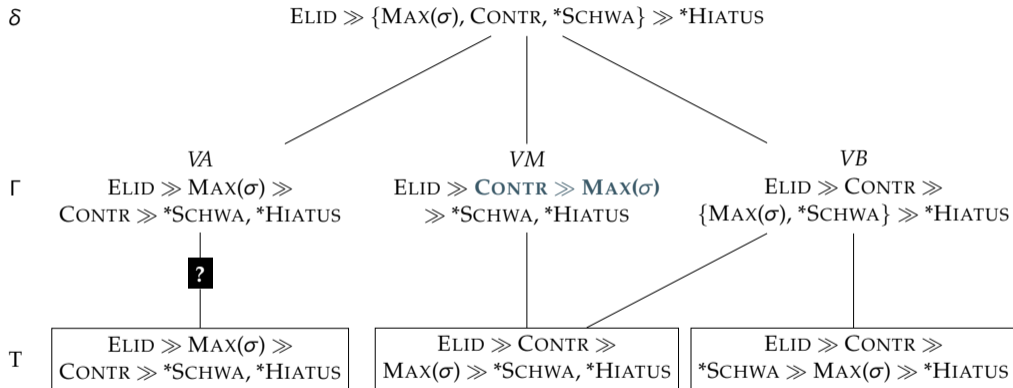 δ ELID ≫ {MAX(σ), CONTR, *SCHWA} ≫ *HIATUS
VA VM VB
Γ ELID ≫ MAX(σ) ≫ ELID ≫ CONTR ≫ MAX(σ) ELID ≫ CONTR ≫
CONTR ≫ *SCHWA, *HIATUS ≫ *SCHWA, *HIATUS {MAX(σ), *SCHWA} ≫ *HIATUS
?
T ELID ≫ MAX(σ) ≫ ELID ≫ CONTR ≫ ELID ≫ CONTR ≫
CONTR ≫ *SCHWA, *HIATUS MAX(σ) ≫ *SCHWA, *HIATUS *SCHWA ≫ MAX(σ) ≫ *HIATUS